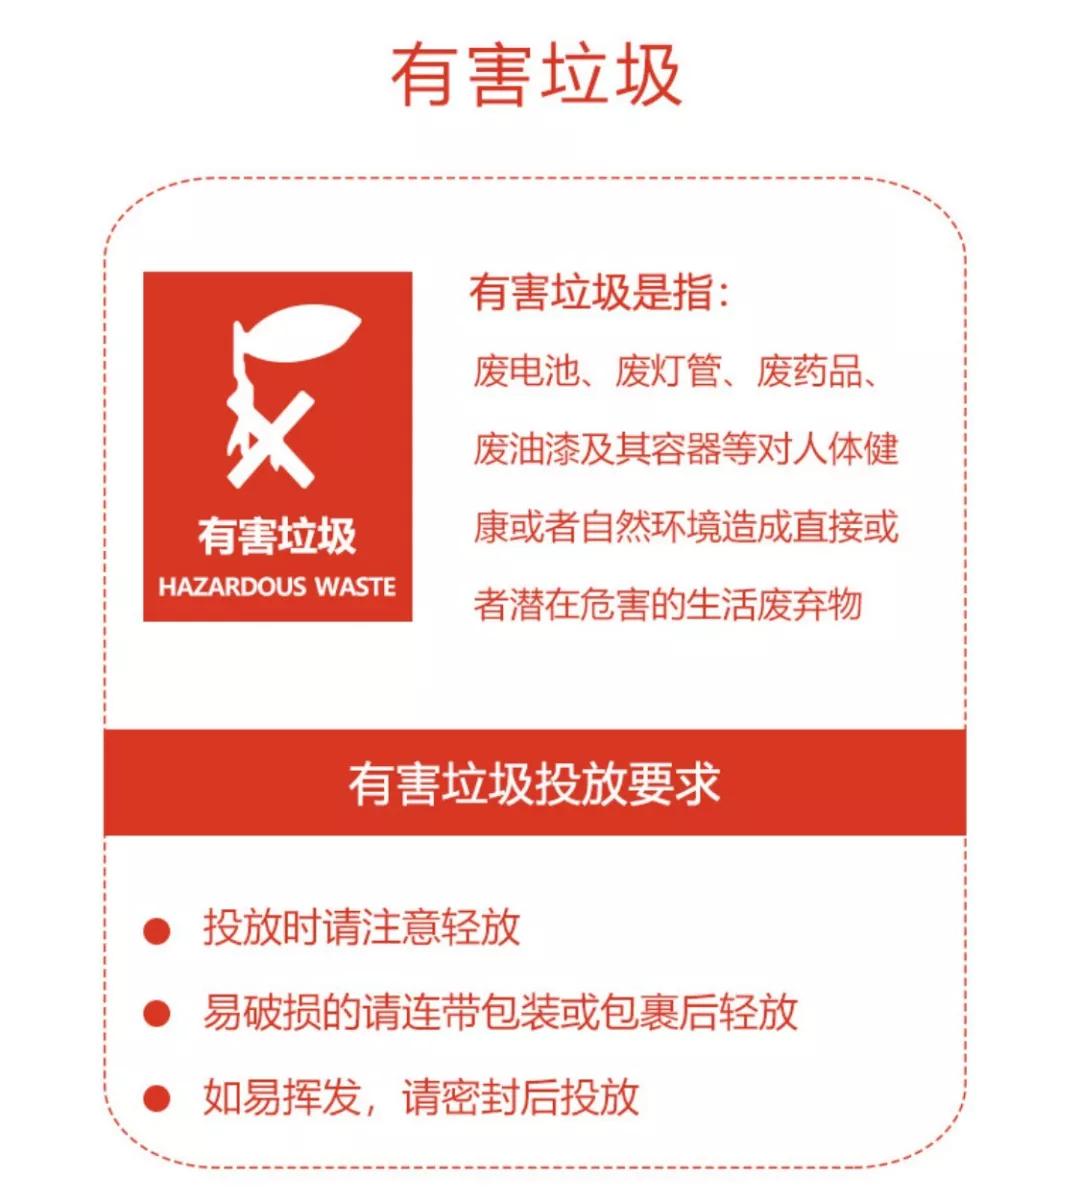 有害垃圾
有害垃圾
HAZARDOUS WASTE
有害垃圾是指：
废电池、废灯管、废药品、
废油漆及其容器等对人体健
康或者自然环境造成直接或
者潜在危害的生活废弃物
有害垃圾投放要求
投放时请注意轻放
易破损的请连带包装或包裹后轻放
如易挥发，请密封后投放